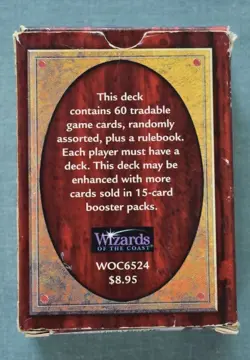 This deck
contains 60 tradable
game cards, randomly
assorted, plus a rulebook.
Each player must have a
deck. This deck may be
enhanced with more
cards sold in 15-card
booster packs.
Wizards
OF THE COAST
WOC6524
$8.95